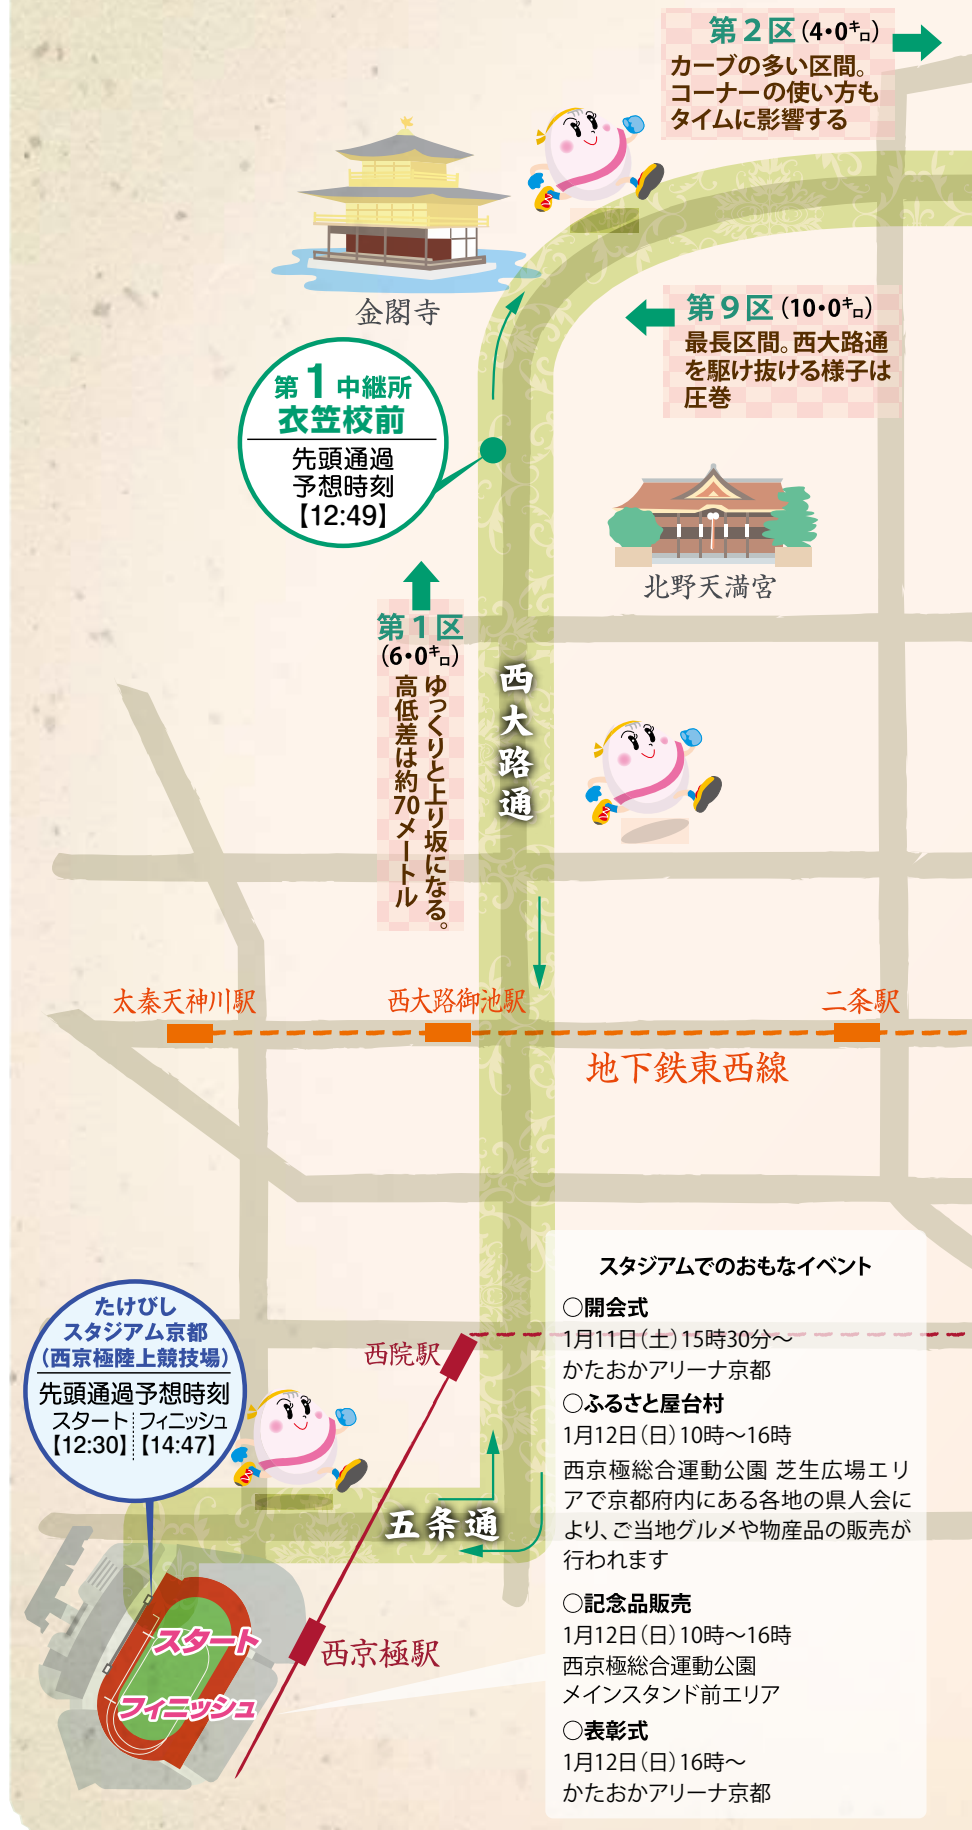 第2区（4・0㌔）
カーブの多い区間。
コーナーの使い方も
タイムに影響する
金閣寺
第9区（10・0㌔）
最長区間。西大路通
を駆け抜ける様子は
圧巻
第1中継所
衣笠校前
先頭通過
予想時刻
【12:49】
北野天満宮
第1区
（6・0㌔）
ゆっくりと上り坂になる。
高低差は約70メートル
西大路通
太秦天神川駅
西大路御池駅
二条駅
地下鉄東西線
たけびし
スタジアム京都
（西京極陸上競技場）
先頭通過予想時刻
スタート
【12:30】
フィニッシュ
【14:47】
西院駅
五条通
スタート
フィニッシュ
西京極駅
スタジアムでのおもなイベント
○開会式
1月11日（土）15時30分～
かたおかアリーナ京都
○ふるさと屋台村
1月12日（日）10時～16時
西京極総合運動公園 芝生広場エリ
アで京都府内にある各地の県人会に
より、ご当地グルメや物産品の販売が
行われます
○記念品販売
1月12日（日）10時～16時
西京極総合運動公園
メインスタンド前エリア
○表彰式
1月12日（日）16時～
かたおかアリーナ京都